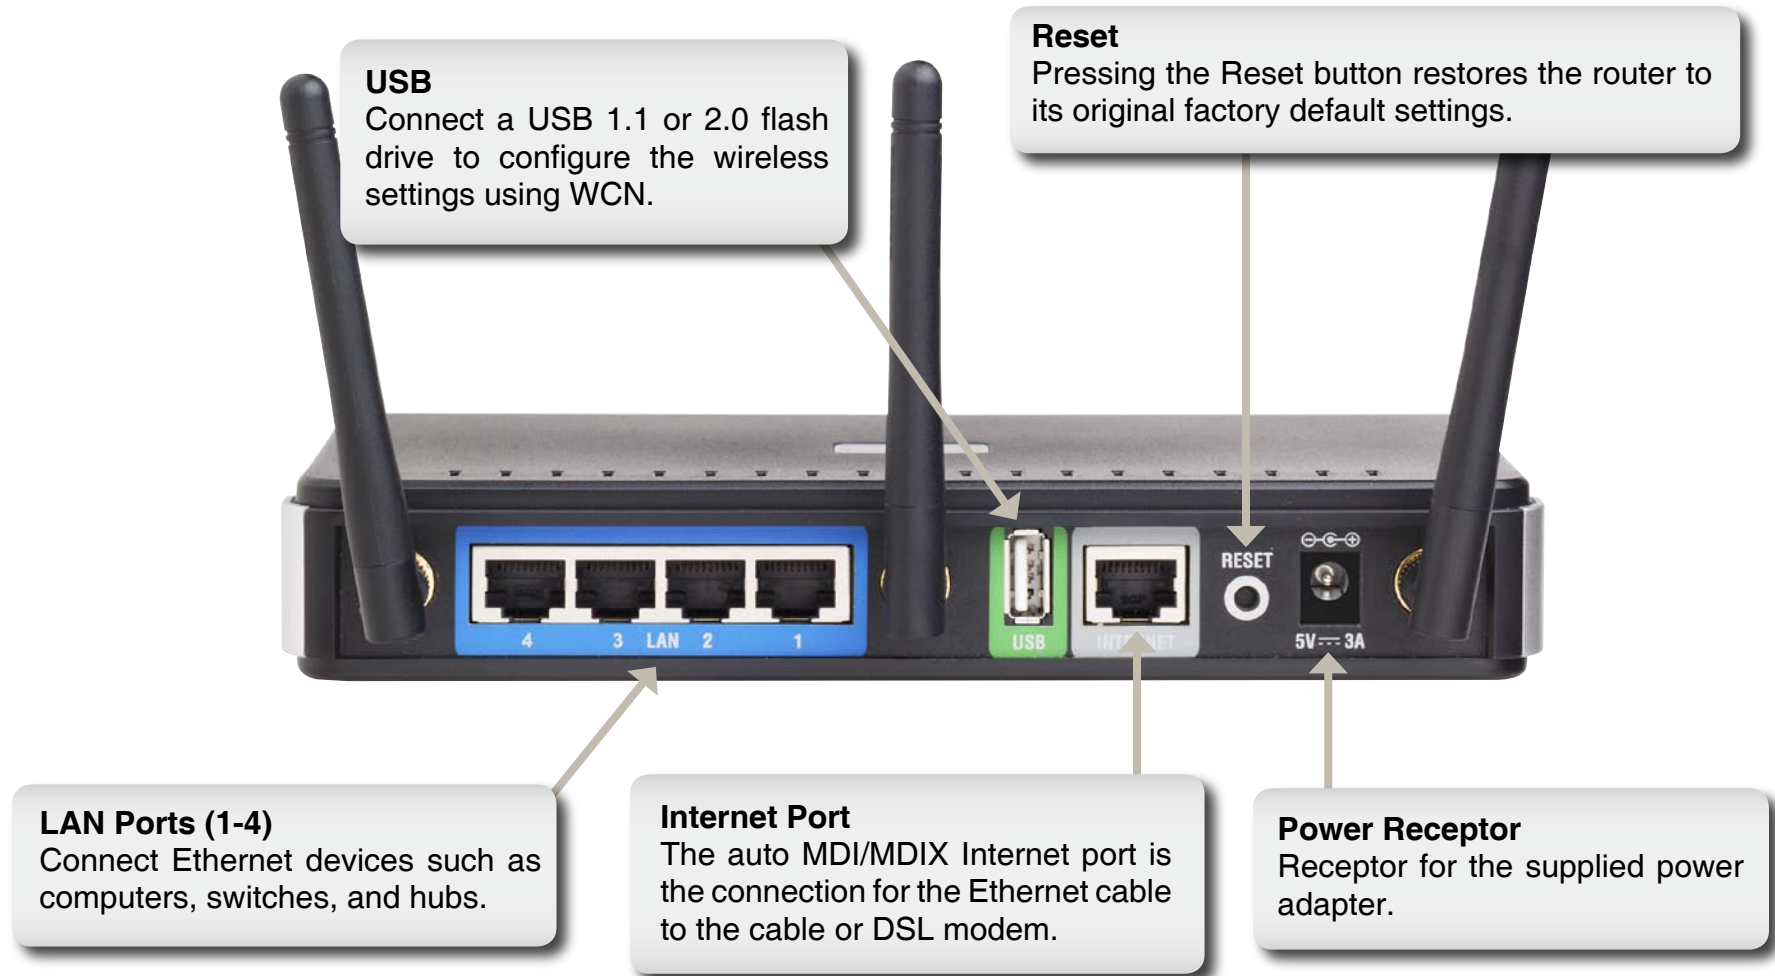 USB
Connect a USB 1.1 or 2.0 flash
drive to configure the wireless
settings using WCN.
Reset
Pressing the Reset button restores the router to
its original factory default settings.
RESET
4 3 LAN 2 1
USB
INTERNET
5V⎓3A
LAN Ports (1-4)
Connect Ethernet devices such as
computers, switches, and hubs.
Internet Port
The auto MDI/MDIX Internet port is
the connection for the Ethernet cable
to the cable or DSL modem.
Power Receptor
Receptor for the supplied power
adapter.